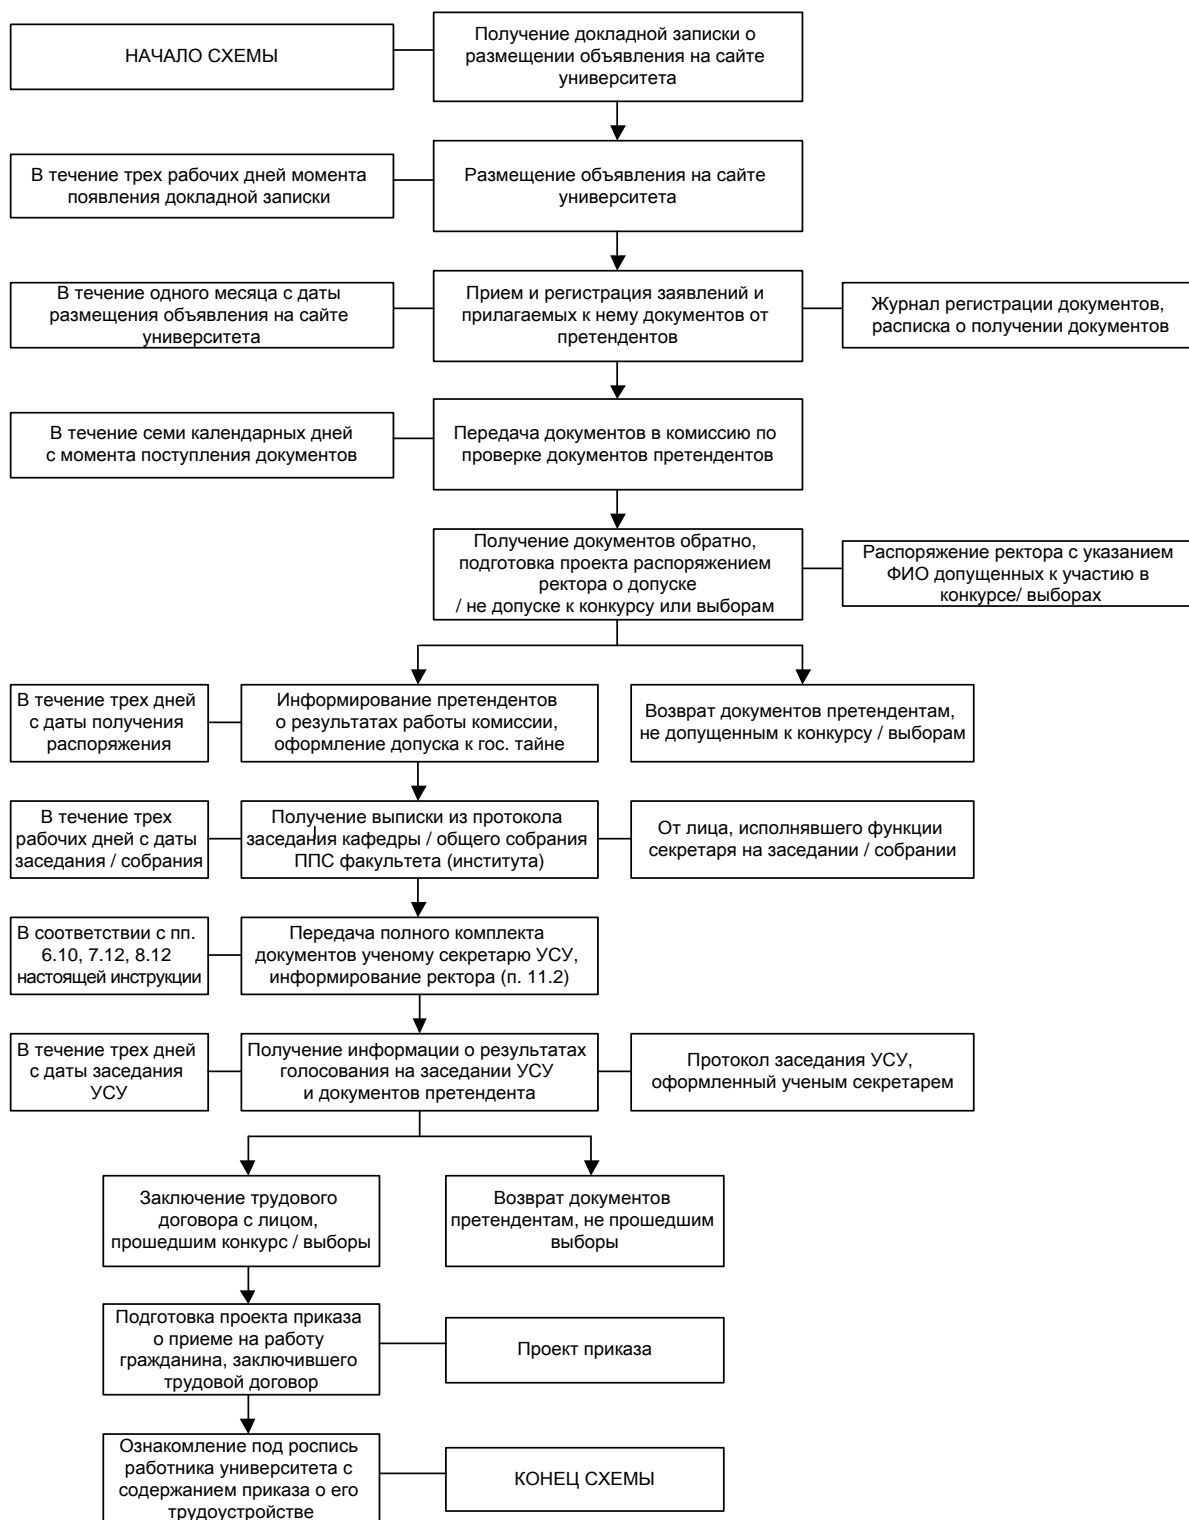 НАЧАЛО СХЕМЫ
Получение докладной записки о
размещении объявления на сайте
университета
В течение трех рабочих дней момента
появления докладной записки
Размещение объявления на сайте
университета
В течение одного месяца с даты
размещения объявления на сайте
университета
Прием и регистрация заявлений и
прилагаемых к нему документов от
претендентов
Журнал регистрации документов,
расписка о получении документов
В течение семи календарных дней
с момента поступления документов
Передача документов в комиссию по
проверке документов претендентов
Получение документов обратно,
подготовка проекта распоряжением
ректора о допуске
/ не допуске к конкурсу или выборам
Распоряжение ректора с указанием
ФИО допущенных к участию в
конкурсе/ выборах
В течение трех дней
с даты получения
распоряжения
Информирование претендентов
о результатах работы комиссии,
оформление допуска к гос. тайне
Возврат документов претендентам,
не допущенным к конкурсу / выборам
В течение трех
рабочих дней с даты
заседания / собрания
Получение выписки из протокола
заседания кафедры / общего собрания
ППС факультета (института)
От лица, исполнявшего функции
секретаря на заседании / собрании
В соответствии с пп.
6.10, 7.12, 8.12
настоящей инструкции
Передача полного комплекта
документов ученому секретарю УСУ,
информирование ректора (п. 11.2)
В течение трех дней
с даты заседания
УСУ
Получение информации о результатах
голосования на заседании УСУ
и документов претендента
Протокол заседания УСУ,
оформленный ученым секретарем
Заключение трудового
договора с лицом,
прошедшим конкурс / выборы
Возврат документов
претендентам, не прошедшим
выборы
Подготовка проекта приказа
о приеме на работу
гражданина, заключившего
трудовой договор
Проект приказа
Ознакомление под роспись
работника университета с
содержанием приказа о его
трудоустройстве
КОНЕЦ СХЕМЫ